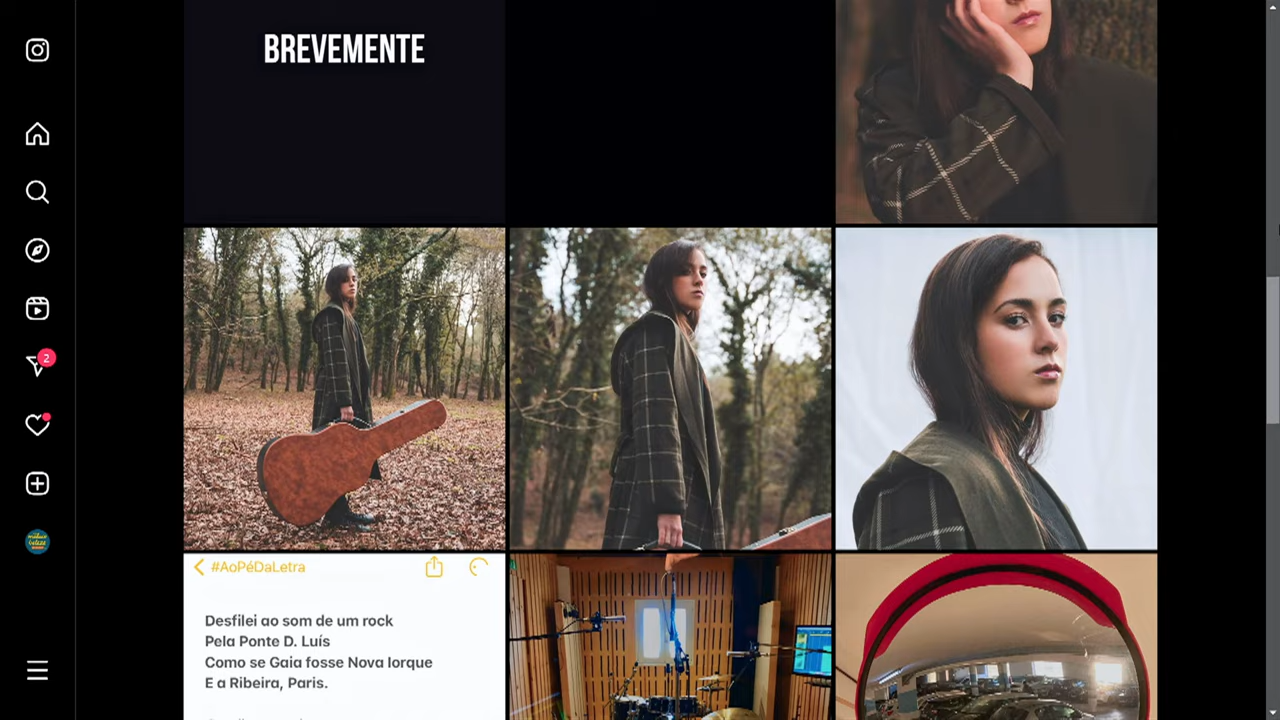 BREVEMENTE
2
#AoPéDaLetra
Desfilei ao som de um rock
Pela Ponte D. Luís
Como se Gaia fosse Nova Iorque
E a Ribeira, Paris.